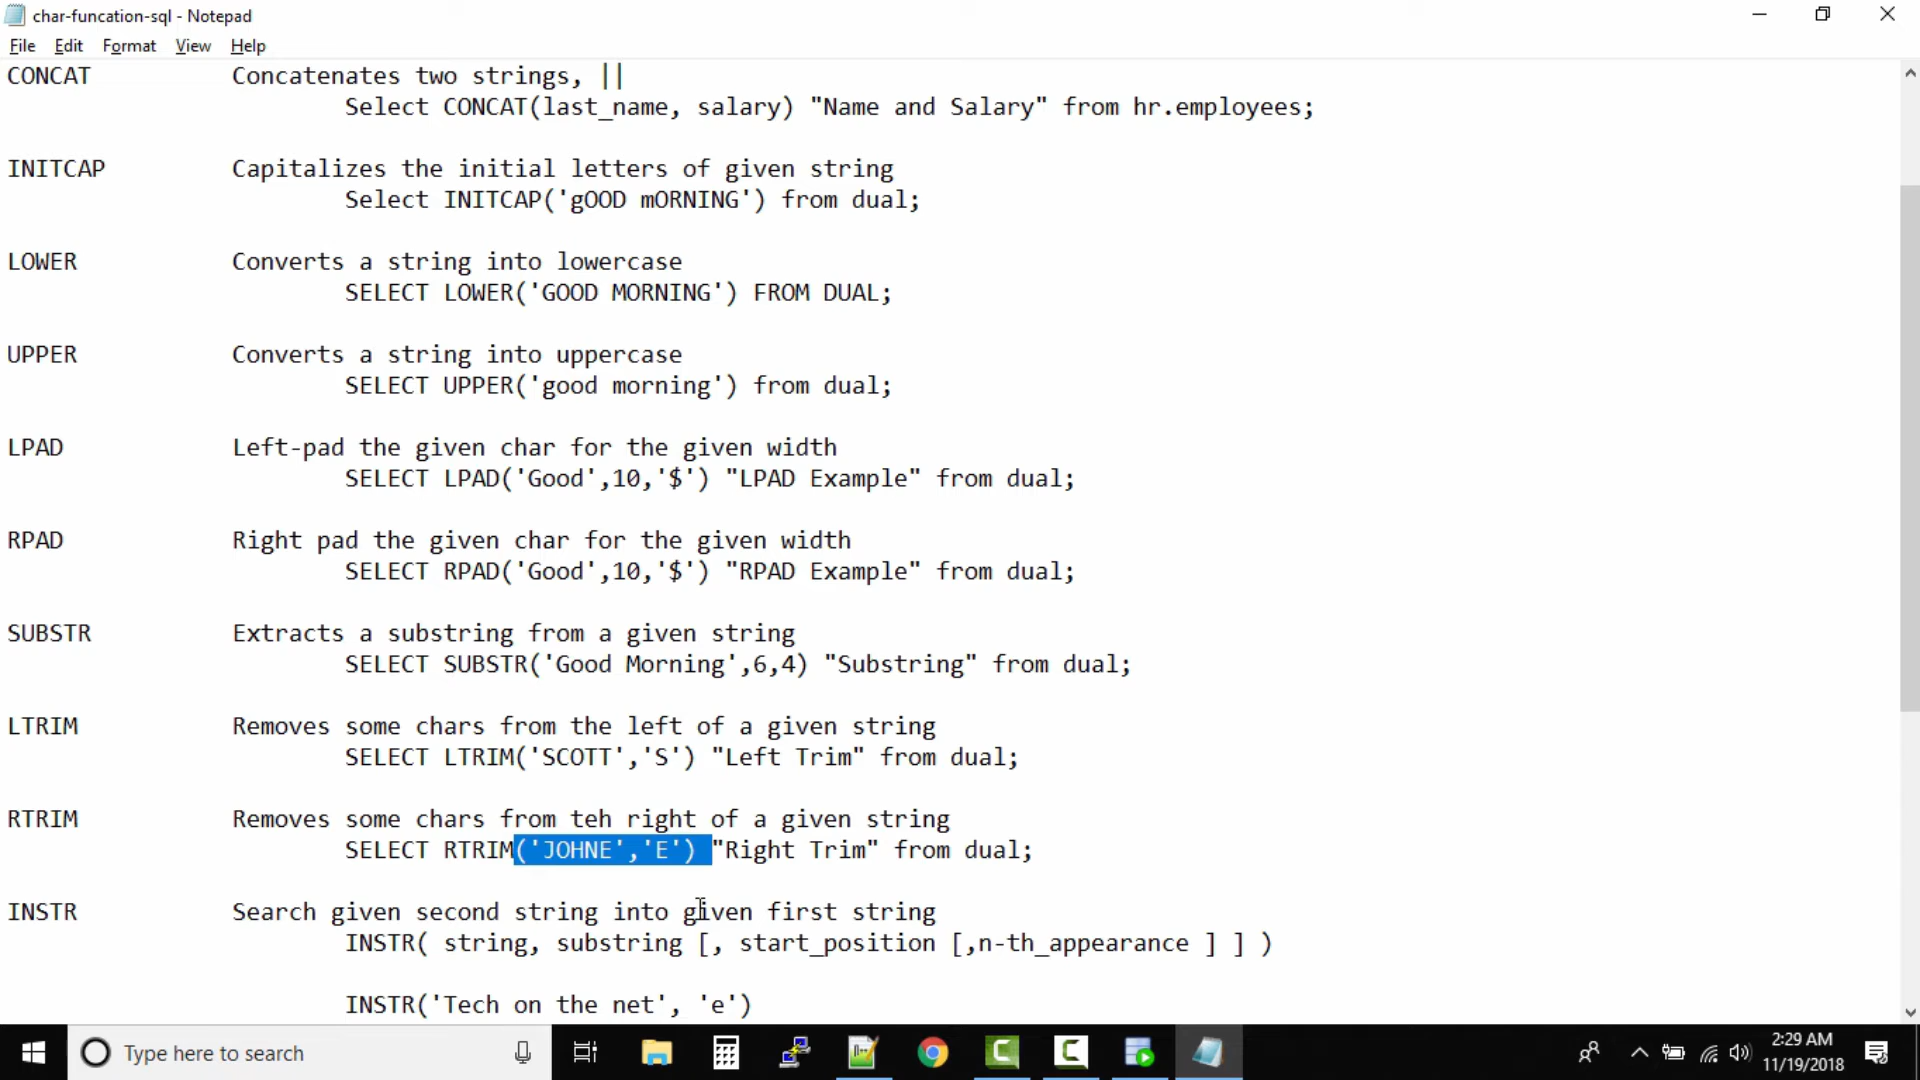 char-funcation-sql - Notepad
File Edit Format View Help
CONCAT Concatenates two strings, ||
Select CONCAT(last_name, salary) "Name and Salary" from hr.employees;
INITCAP Capitalizes the initial letters of given string
Select INITCAP('gOOD mORNING') from dual;
LOWER Converts a string into lowercase
SELECT LOWER('GOOD MORNING') FROM DUAL;
UPPER Converts a string into uppercase
SELECT UPPER('good morning') from dual;
LPAD Left-pad the given char for the given width
SELECT LPAD('Good',10,'$') "LPAD Example" from dual;
RPAD Right pad the given char for the given width
SELECT RPAD('Good',10,'$') "RPAD Example" from dual;
SUBSTR Extracts a substring from a given string
SELECT SUBSTR('Good Morning',6,4) "Substring" from dual;
LTRIM Removes some chars from the left of a given string
SELECT LTRIM('SCOTT','S') "Left Trim" from dual;
RTRIM Removes some chars from teh right of a given string
SELECT RTRIM('JOHNE','E') "Right Trim" from dual;
INSTR Search given second string into given first string
INSTR( string, substring [, start_position [,n-th_appearance ] ] )
INSTR('Tech on the net', 'e')
Type here to search
2:29 AM
11/19/2018